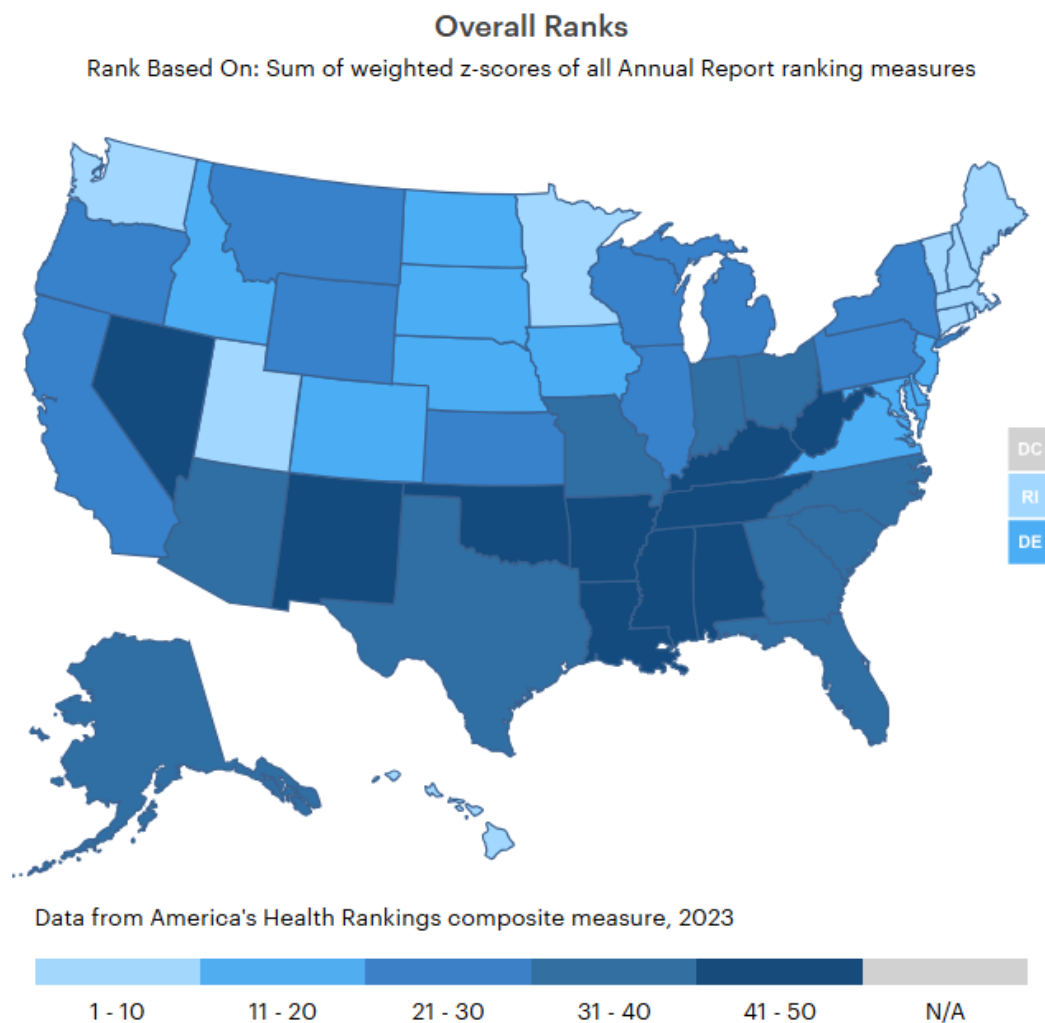 Overall Ranks
Rank Based On: Sum of weighted z-scores of all Annual Report ranking measures
DC
RI
DE
Data from America's Health Rankings composite measure, 2023
1 - 10 11 - 20 21 - 30 31 - 40 41 - 50 N/A